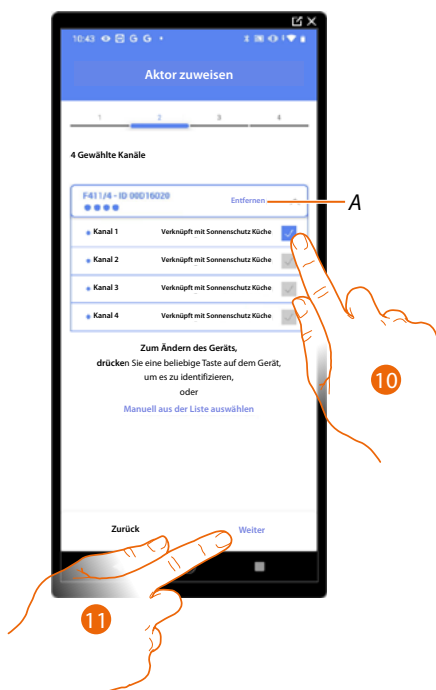 10:43 G G
Aktor zuweisen
1 2 3 4
4 Gewählte Kanäle
F411/4 - ID 00D16020
Entfernen
A
Kanal 1 Verknüpft mit Sonnenschutz Küche
Kanal 2 Verknüpft mit Sonnenschutz Küche
Kanal 3 Verknüpft mit Sonnenschutz Küche
Kanal 4 Verknüpft mit Sonnenschutz Küche
Zum Ändern des Geräts,
drücken Sie eine beliebige Taste auf dem Gerät,
um es zu identifizieren,
oder
Manuell aus der Liste auswählen
10
Zurück Weiter
11